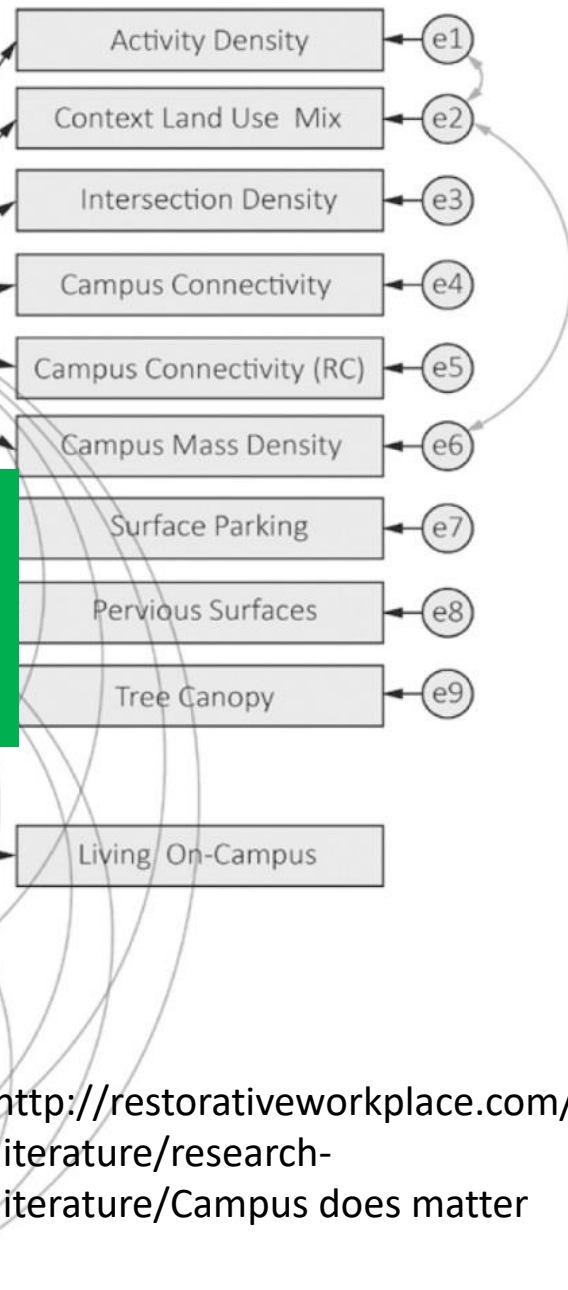 Activity Density e1
Context Land Use Mix e2
Intersection Density e3
Campus Connectivity e4
Campus Connectivity (RC) e5
Campus Mass Density e6
Surface Parking e7
Pervious Surfaces e8
Tree Canopy e9
Living On-Campus
http://restorativeworkplace.com/
iterature/research-
iterature/Campus does matter